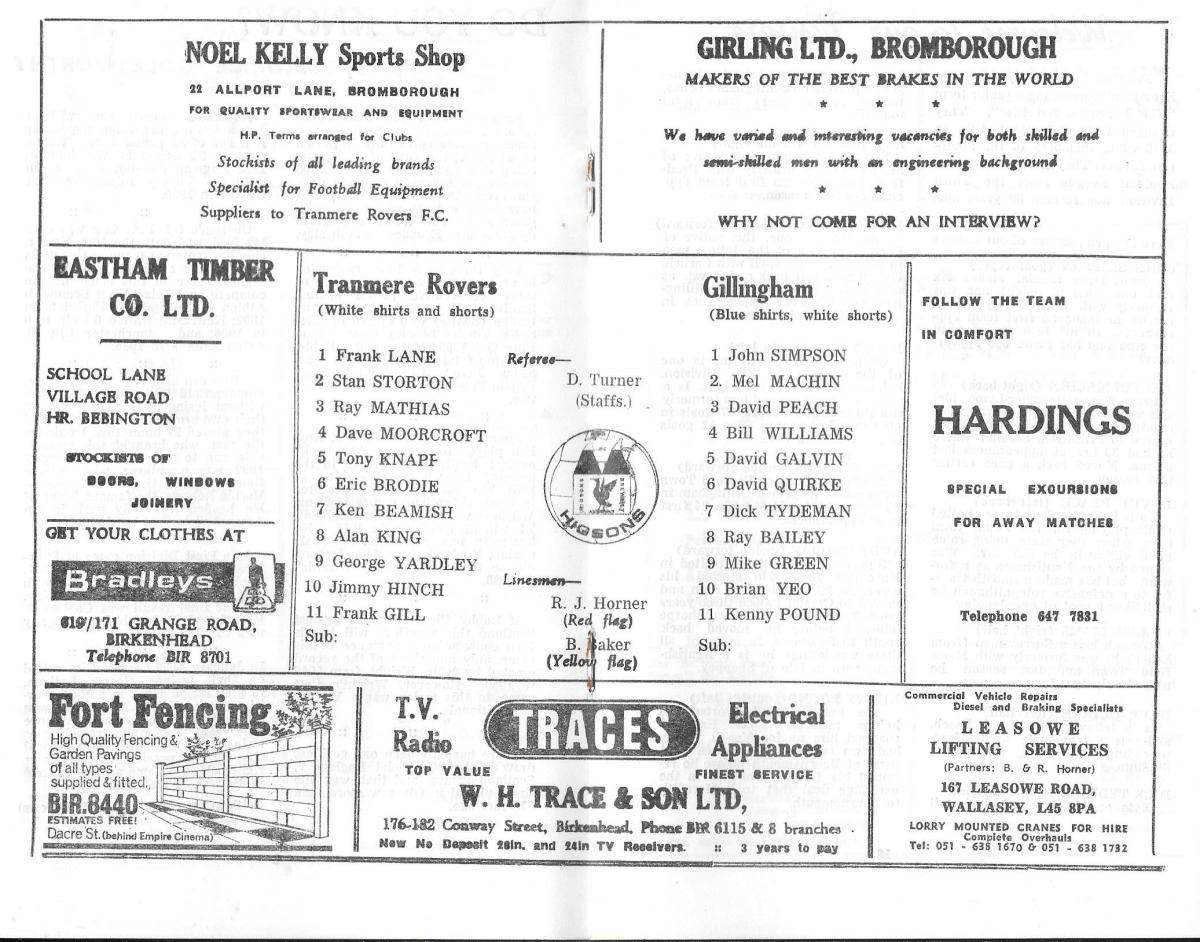 NOEL KELLY Sports Shop
22 ALLPORT LANE, BROMBOROUGH
FOR QUALITY SPORTSWEAR AND EQUIPMENT
H.P. Terms arranged for Clubs
Stockists of all leading brands
Specialist for Football Equipment
Suppliers to Tranmere Rovers F.C.
GIRLING LTD., BROMBOROUGH
MAKERS OF THE BEST BRAKES IN THE WORLD
* * *
We have varied and interesting vacancies for both skilled and
semi-skilled men with an engineering background
* * *
WHY NOT COME FOR AN INTERVIEW?
EASTHAM TIMBER
CO. LTD.
SCHOOL LANE
VILLAGE ROAD
HR. BEBINGTON
STOCKISTS OF
DOORS, WINDOWS
JOINERY
GET YOUR CLOTHES AT
Bradleys
619/171 GRANGE ROAD,
BIRKENHEAD
Telephone BIR 8701
Tranmere Rovers
(White shirts and shorts)
1 Frank LANE
2 Stan STORTON
3 Ray MATHIAS
4 Dave MOORCROFT
5 Tony KNAPP
6 Eric BRODIE
7 Ken BEAMISH
8 Alan KING
9 George YARDLEY
10 Jimmy HINCH
11 Frank GILL
Sub:
Referee—
D. Turner
(Staffs.)
HIGSONS
Linesmen—
R. J. Horner
(Red flag)
B. Baker
(Yellow flag)
Gillingham
(Blue shirts, white shorts)
1 John SIMPSON
2. Mel MACHIN
3 David PEACH
4 Bill WILLIAMS
5 David GALVIN
6 David QUIRKE
7 Dick TYDEMAN
8 Ray BAILEY
9 Mike GREEN
10 Brian YEO
11 Kenny POUND
Sub:
FOLLOW THE TEAM
IN COMFORT
HARDINGS
SPECIAL EXCURSIONS
FOR AWAY MATCHES
Telephone 647 7831
Fort Fencing
High Quality Fencing &
Garden Pavings
of all types
supplied & fitted.
BIR.8440
ESTIMATES FREE!
Dacre St. (behind Empire Cinema)
T.V.
Radio
TOP VALUE
TRACES
Electrical
Appliances
FINEST SERVICE
W. H. TRACE & SON LTD,
176-182 Conway Street, Birkenhead, Phone BIR 6115 & 8 branches
Now No Deposit 20in. and 24in TV Receivers. :: 3 years to pay
Commercial Vehicle Repairs
Diesel and Braking Specialists
LEASOWE
LIFTING SERVICES
(Partners: B. & R. Horner)
167 LEASOWE ROAD,
WALLASEY, L45 8PA
LORRY MOUNTED CRANES FOR HIRE
Complete Overhauls
Tel: 051 - 638 1670 & 051 - 638 1732